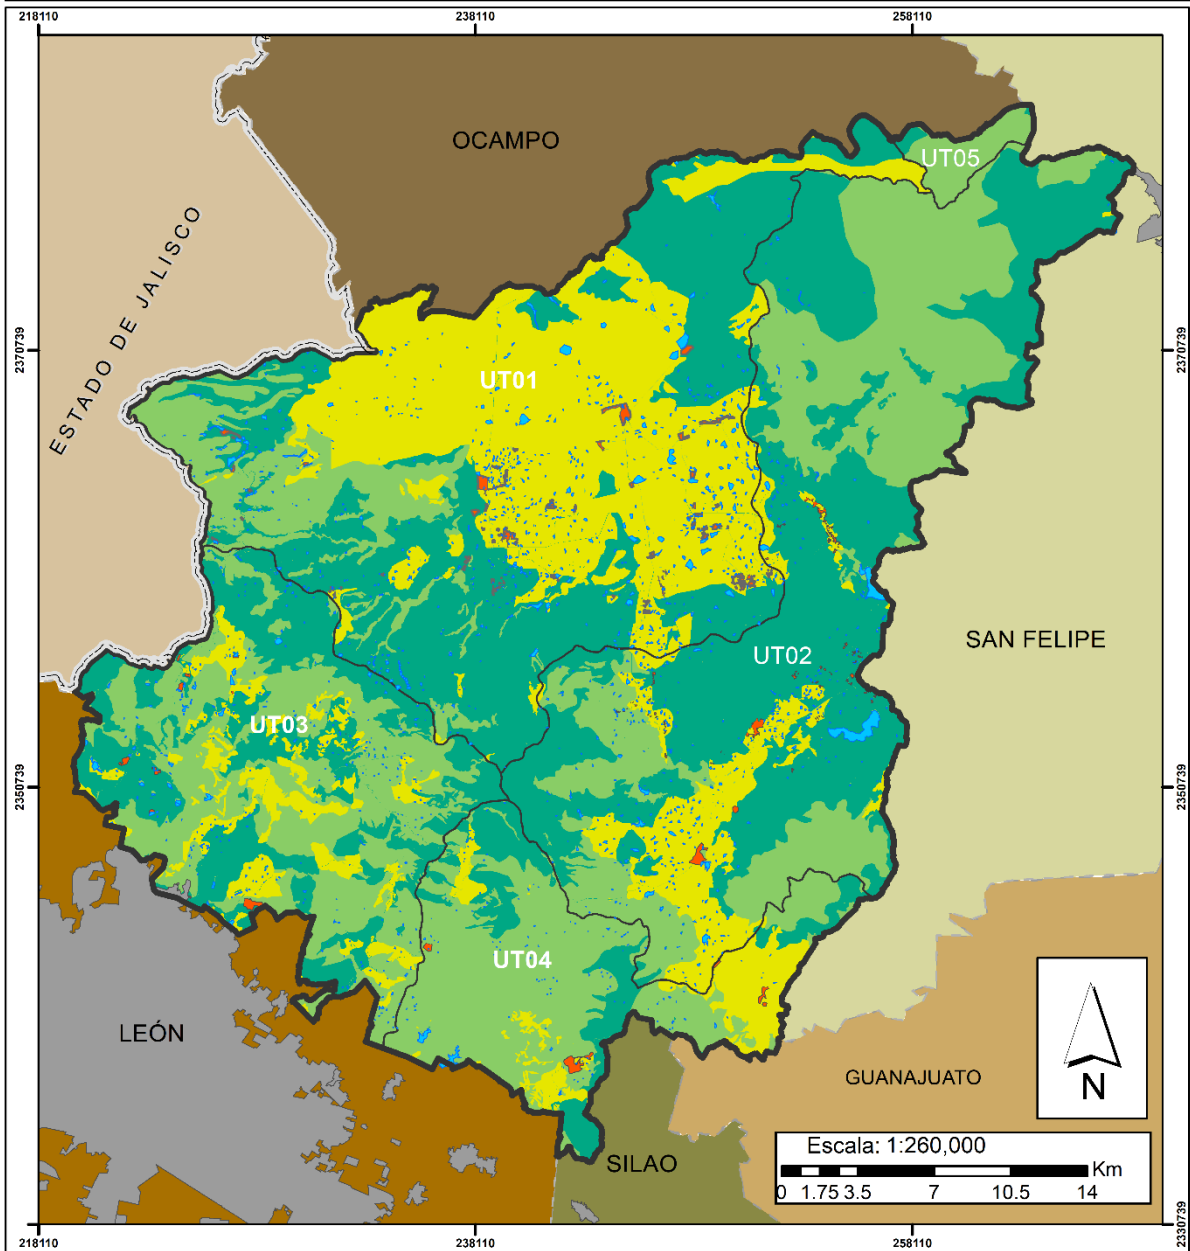 218110
238110
258110
OCAMPO
UT05
ESTADO DE JALISCO
2370739
2370739
UT01
SAN FELIPE
UT02
UT03
2350739
2350739
UT04
LEÓN
GUANAJUATO
N
SILAO
Escala: 1:260,000
Km
0 1.75 3.5 7 10.5 14
2330739
218110
238110
258110